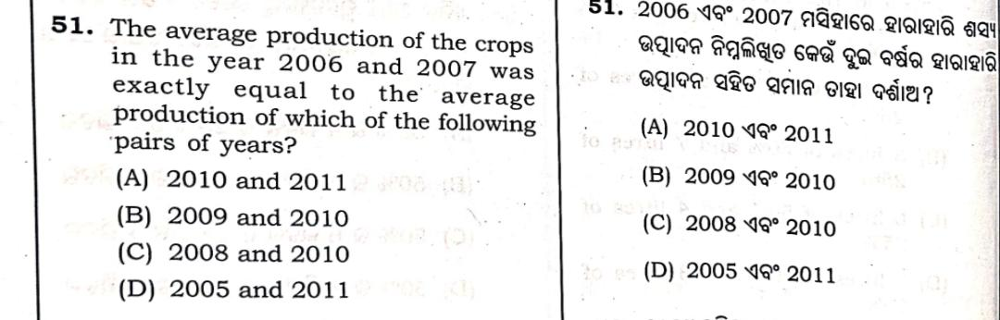 51. The average production of the crops
in the year 2006 and 2007 was
exactly equal to the average
production of which of the following
pairs of years?
(A) 2010 and 2011
(B) 2009 and 2010
(C) 2008 and 2010
(D) 2005 and 2011
51. 2006 ଏବଂ 2007 ମସିହାରେ ହାରାହାରି ଶସ୍ୟ
ଉତ୍ପାଦନ ନିମ୍ନଲିଖିତ କେଉଁ ଦୁଇ ବର୍ଷର ହାରାହାରି
ଉତ୍ପାଦନ ସହିତ ସମାନ ତାହା ଦର୍ଶାଅ ?
(A) 2010 ଏବଂ 2011
(B) 2009 ଏବଂ 2010
(C) 2008 ଏବଂ 2010
(D) 2005 ଏବଂ 2011